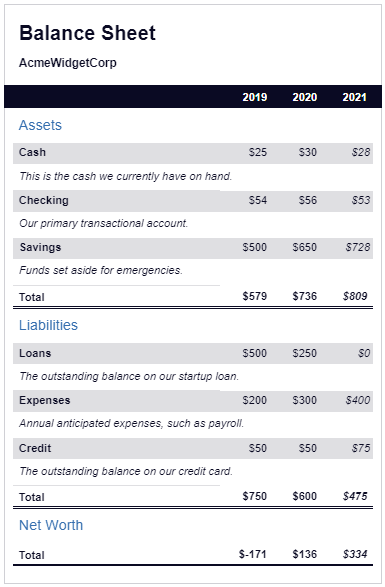 Balance Sheet
AcmeWidgetCorp
2019 2020 2021
Assets
Cash $25 $30 $28
This is the cash we currently have on hand.
Checking $54 $56 $53
Our primary transactional account.
Savings $500 $650 $728
Funds set aside for emergencies.
Total $579 $736 $809
Liabilities
Loans $500 $250 $0
The outstanding balance on our startup loan.
Expenses $200 $300 $400
Annual anticipated expenses, such as payroll.
Credit $50 $50 $75
The outstanding balance on our credit card.
Total $750 $600 $475
Net Worth
Total $-171 $136 $334